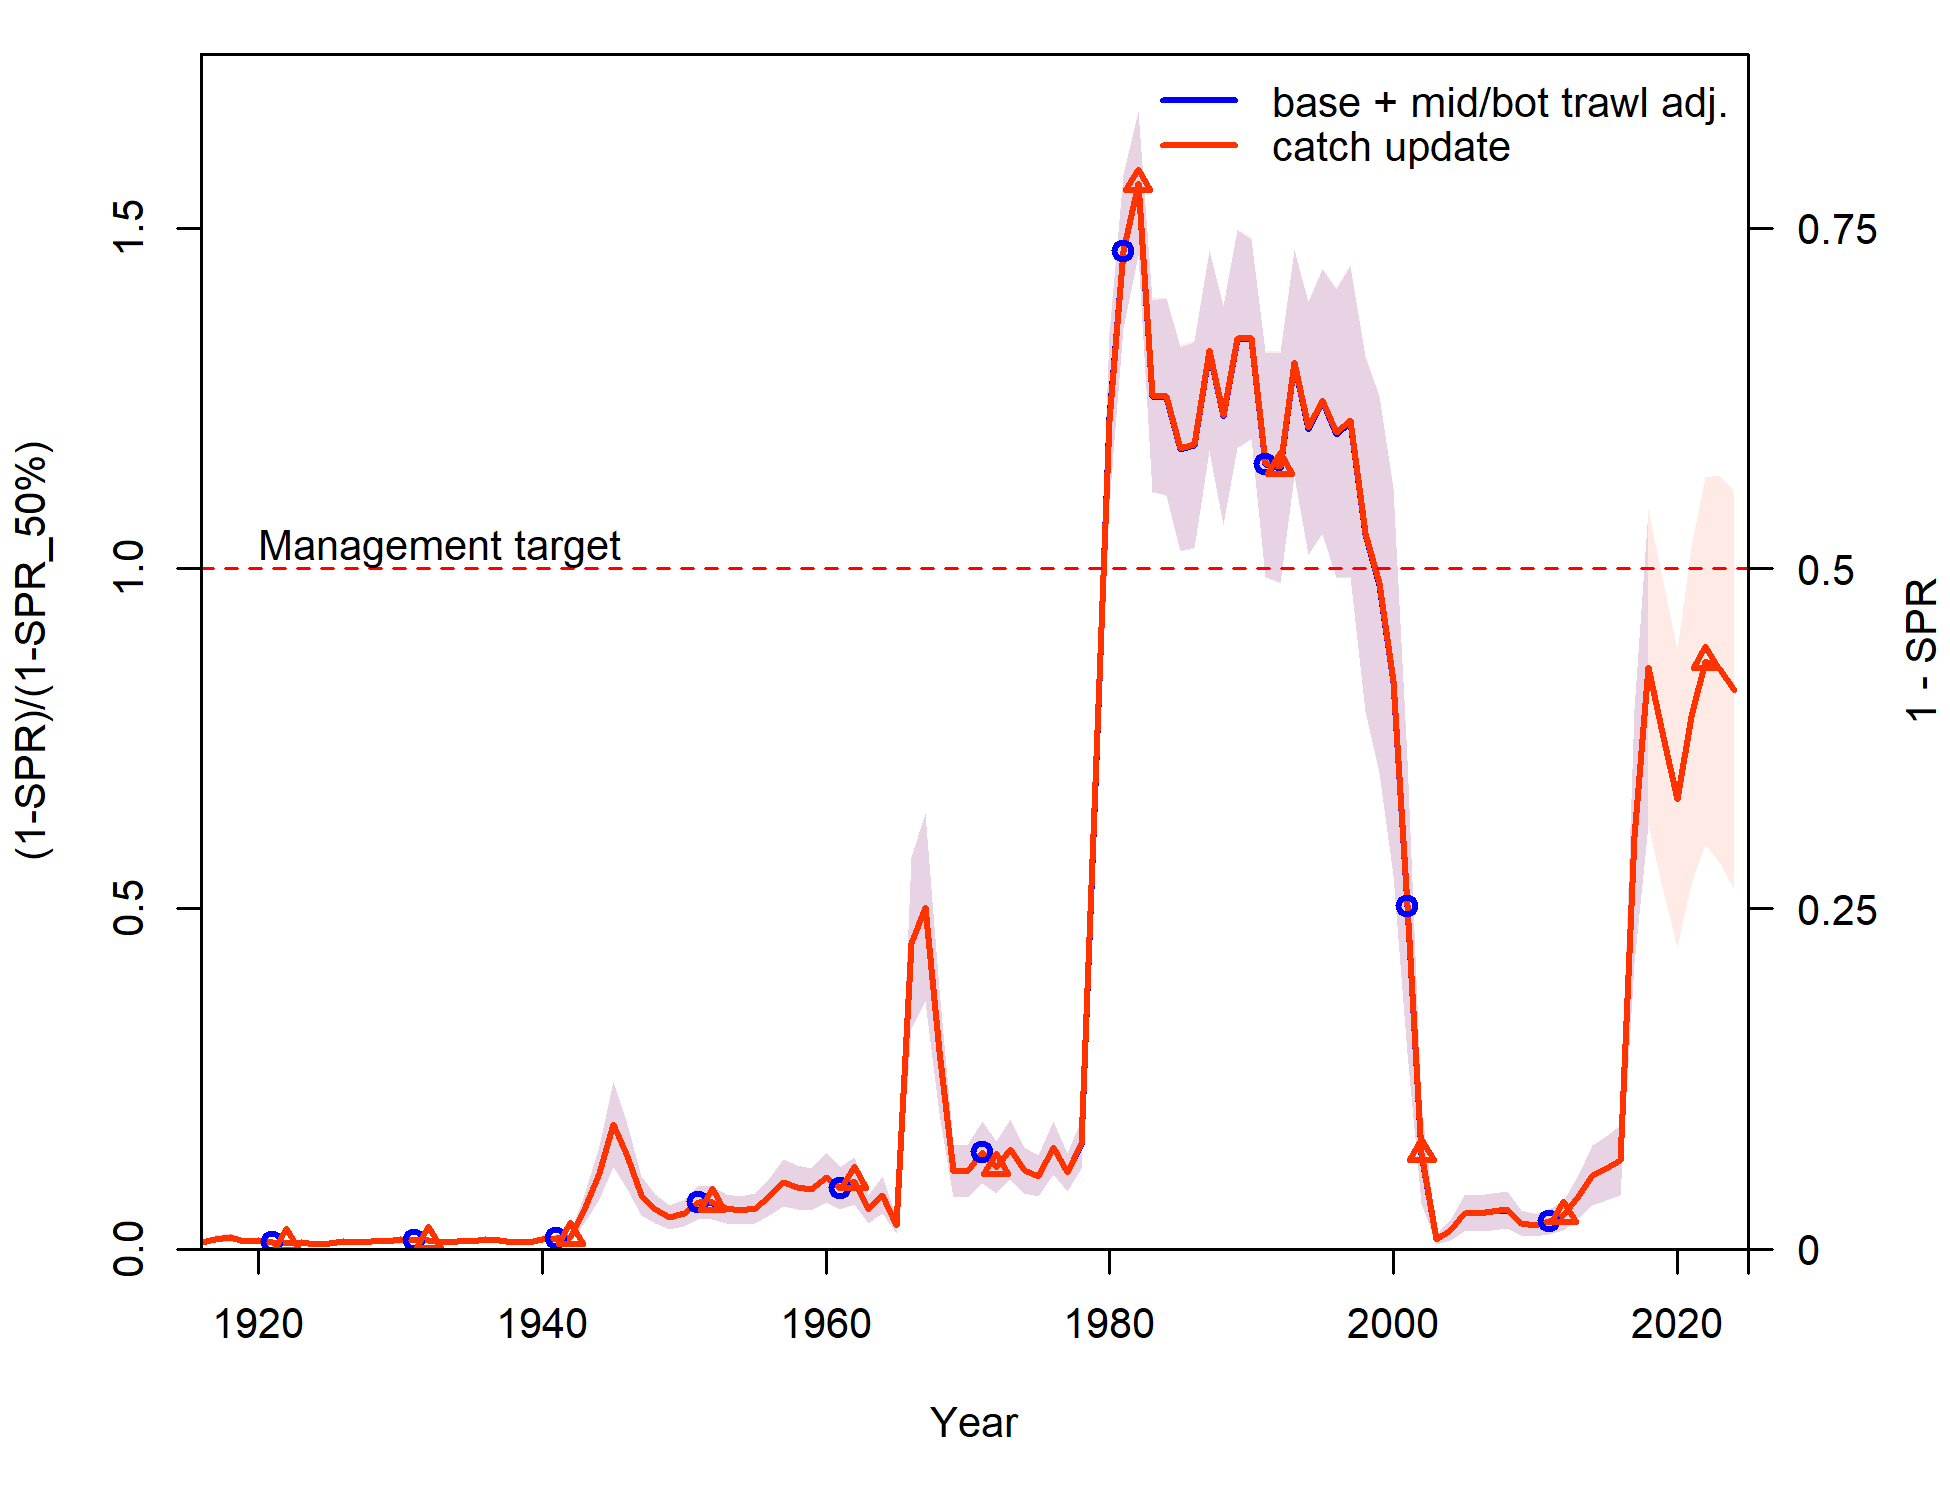 base + mid/bot trawl adj.
catch update
Management target
(1-SPR)/(1-SPR_50%)
0.0
0.5
1.0
1.5
1 - SPR
0
0.25
0.5
0.75
1920
1940
1960
1980
2000
2020
Year